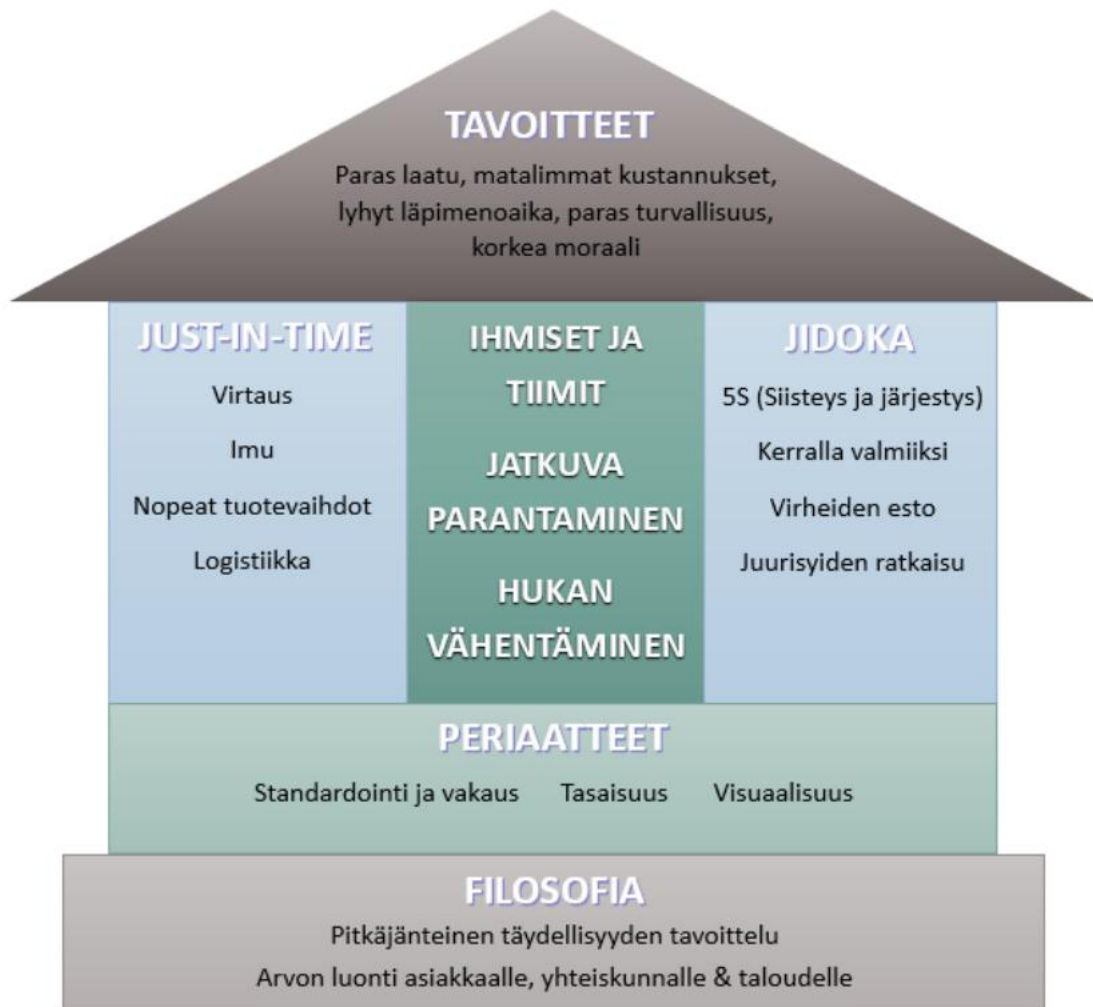 TAVOITTEET
Paras laatu, matalimmat kustannukset,
lyhyt läpimenoaika, paras turvallisuus,
korkea moraali
JUST-IN-TIME
Virtaus
Imu
Nopeat tuotevaihdot
Logistiikka
IHMISET JA
TIIMIT
JATKUVA
PARANTAMINEN
HUKAN
VÄHENTÄMINEN
JIDOKA
5S (Siisteys ja järjestys)
Kerralla valmiiksi
Virheiden esto
Juurisyiden ratkaisu
PERIAATTEET
Standardointi ja vakaus Tasaisuus Visuaalisuus
FILOSOFIA
Pitkäjänteinen täydellisyyden tavoittelu
Arvon luonti asiakkaalle, yhteiskunnalle & taloudelle